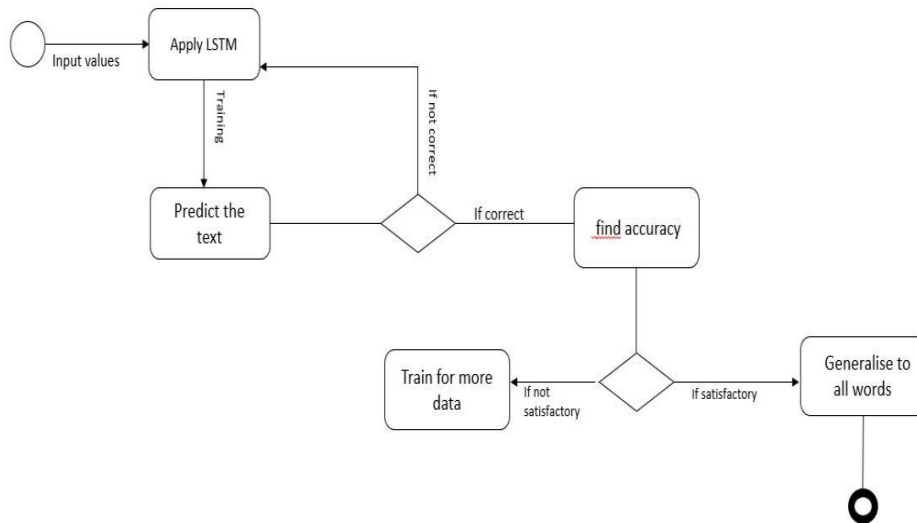 Apply LSTM
Input values
Training
If not correct
Predict the
text
If correct
find accuracy
Train for more
data
If not
satisfactory
If satisfactory
Generalise to
all words